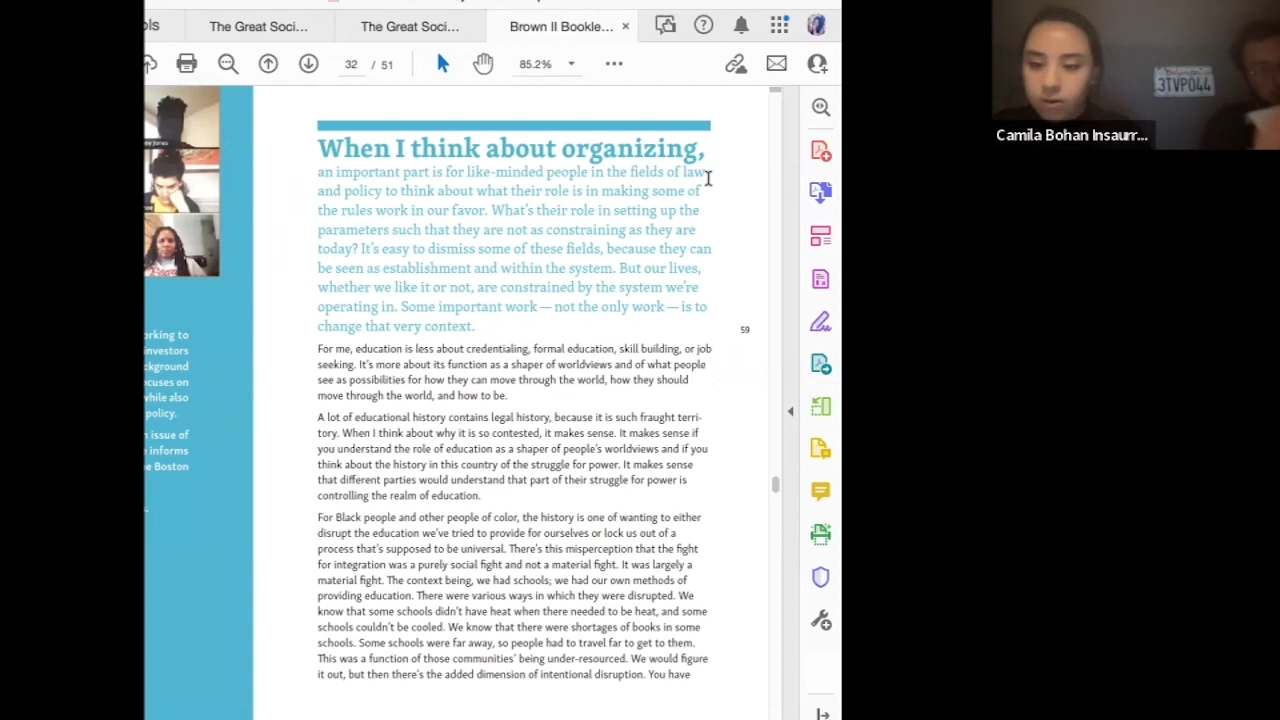 ols
The Great Soci...
The Great Soci...
Brown II Bookle... ×
32 / 51
85.2%
Camila Bohan Insaurr...
3TVP044
When I think about organizing,
an important part is for like-minded people in the fields of law
and policy to think about what their role is in making some of
the rules work in our favor. What's their role in setting up the
parameters such that they are not as constraining as they are
today? It's easy to dismiss some of these fields, because they can
be seen as establishment and within the system. But our lives,
whether we like it or not, are constrained by the system we're
operating in. Some important work — not the only work — is to
change that very context.
59
For me, education is less about credentialing, formal education, skill building, or job
seeking. It's more about its function as a shaper of worldviews and of what people
see as possibilities for how they can move through the world, how they should
move through the world, and how to be.
A lot of educational history contains legal history, because it is such fraught terri-
tory. When I think about why it is so contested, it makes sense. It makes sense if
you understand the role of education as a shaper of people's worldviews and if you
think about the history in this country of the struggle for power. It makes sense
that different parties would understand that part of their struggle for power is
controlling the realm of education.
For Black people and other people of color, the history is one of wanting to either
disrupt the education we've tried to provide for ourselves or lock us out of a
process that's supposed to be universal. There's this misperception that the fight
for integration was a purely social fight and not a material fight. It was largely a
material fight. The context being, we had schools; we had our own methods of
providing education. There were various ways in which they were disrupted. We
know that some schools didn't have heat when there needed to be heat, and some
schools couldn't be cooled. We know that there were shortages of books in some
schools. Some schools were far away, so people had to travel far to get to them.
This was a function of those communities' being under-resourced. We would figure
it out, but then there's the added dimension of intentional disruption. You have
orking to
investors
ckground
ocuses on
while also
policy.
n issue of
e informs
ne Boston